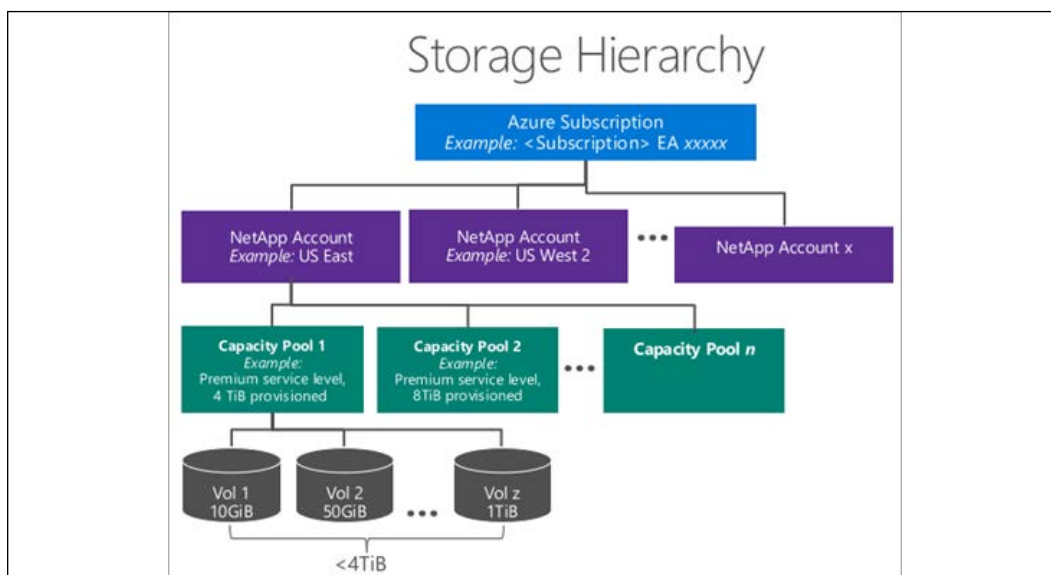 Storage Hierarchy
Azure Subscription
Example: <Subscription> EA xxxxx
NetApp Account
Example: US East
NetApp Account
Example: US West 2
•••
NetApp Account x
Capacity Pool 1
Example:
Premium service level,
4 TiB provisioned
Capacity Pool 2
Example:
Premium service level,
8TiB provisioned
•••
Capacity Pool n
Vol 1
10GiB
Vol 2
50GiB
•••
Vol z
1TiB
<4TiB